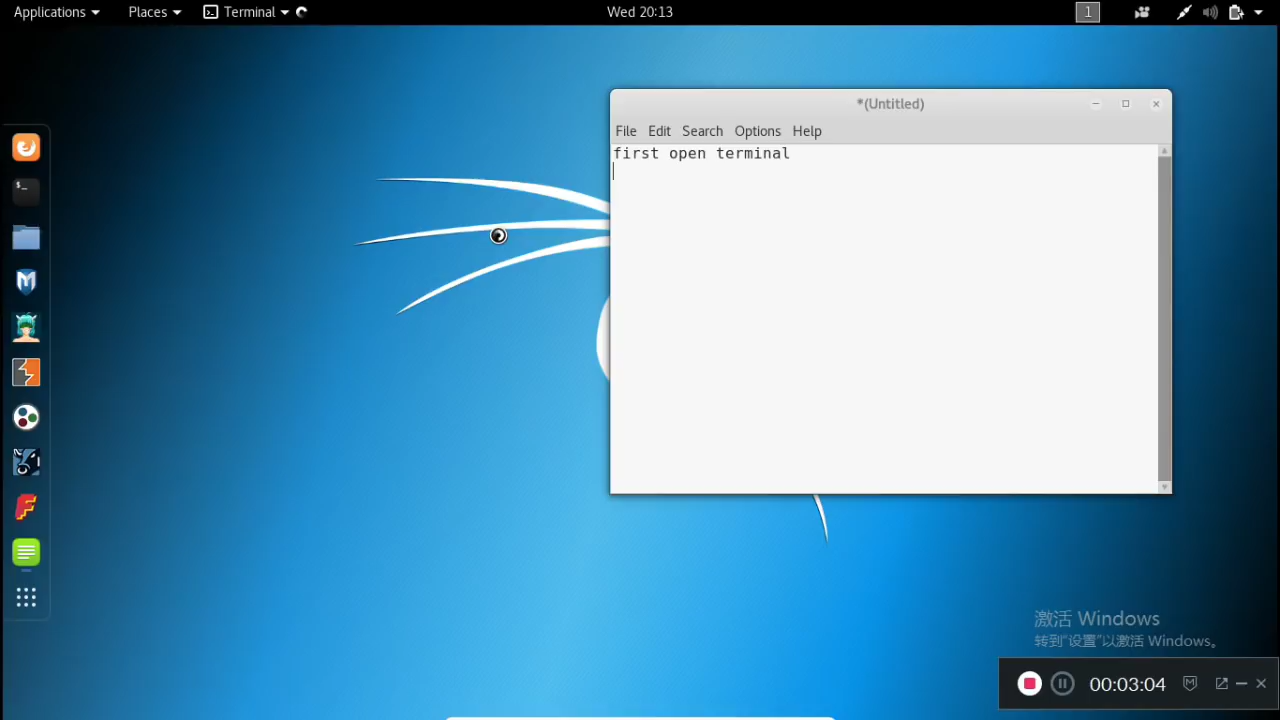 Applications Places Terminal Wed 20:13 1
*(Untitled)
File Edit Search Options Help
first open terminal
$_
激活 Windows
转到“设置”以激活 Windows。
00:03:04